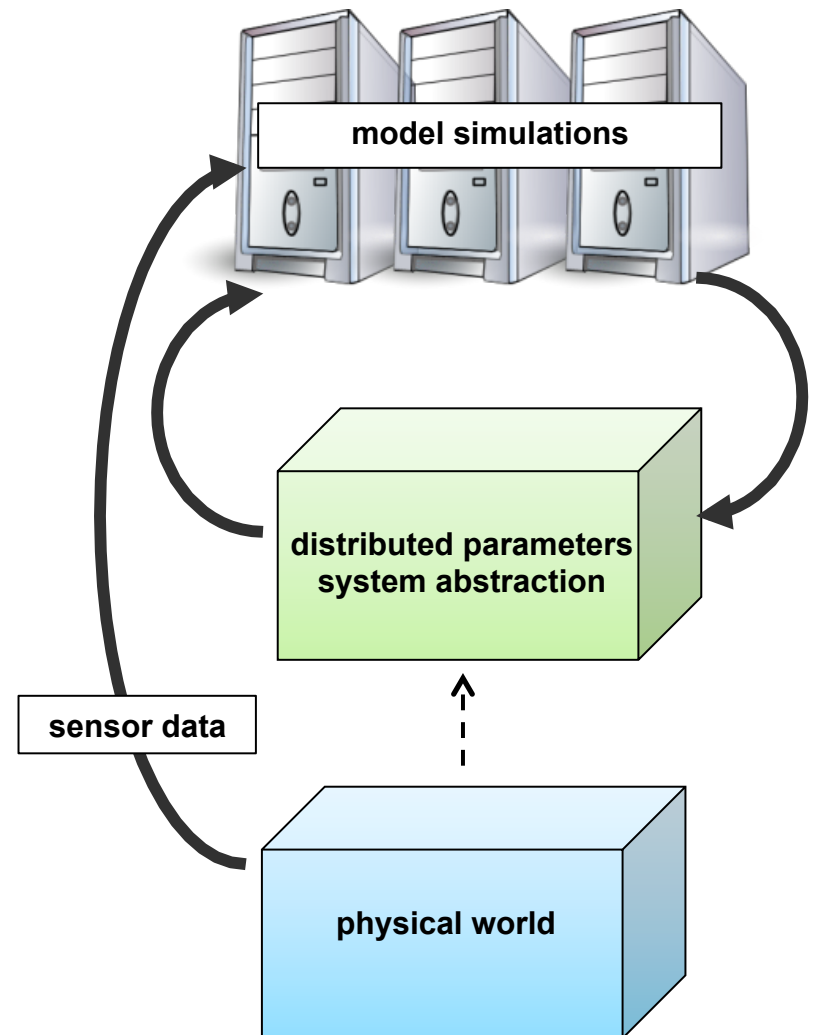 model simulations
distributed parameters
system abstraction
sensor data
physical world